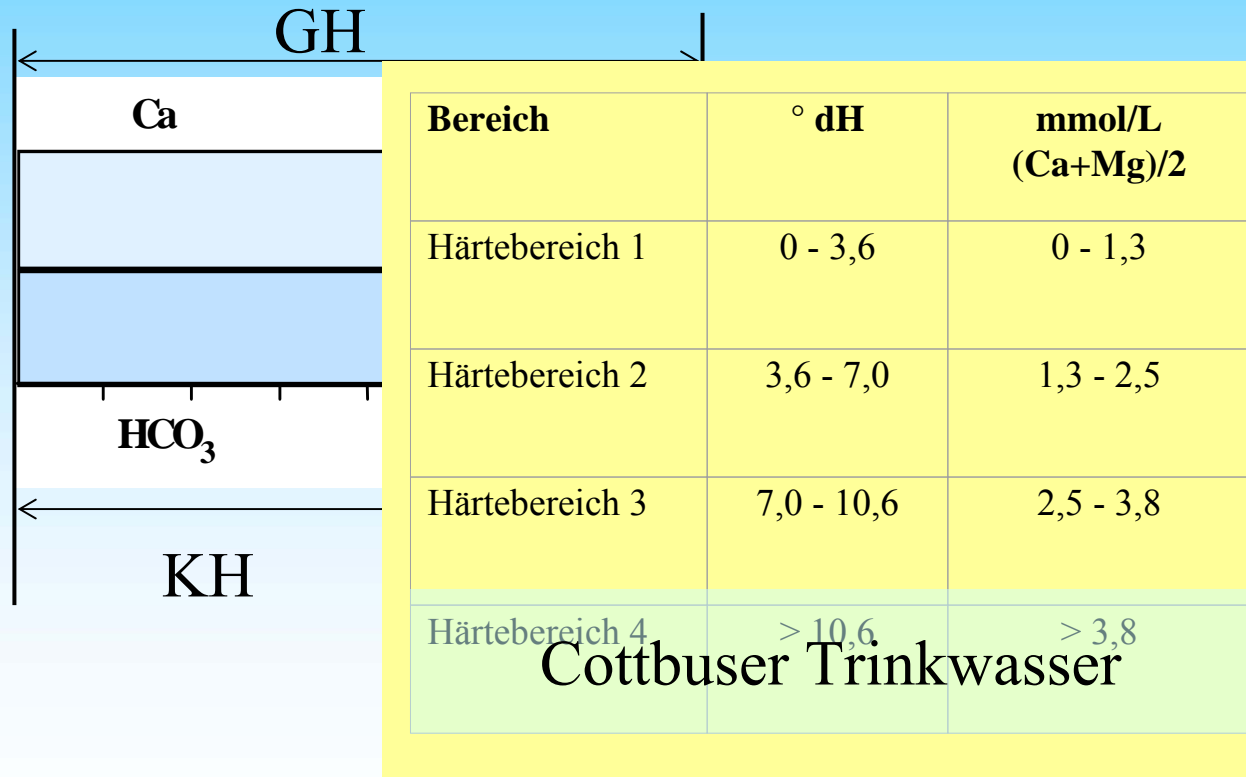 GH
Ca
HCO₃
KH
Bereich ° dH mmol/L
(Ca+Mg)/2
Härtebereich 1 0 - 3,6 0 - 1,3
Härtebereich 2 3,6 - 7,0 1,3 - 2,5
Härtebereich 3 7,0 - 10,6 2,5 - 3,8
Härtebereich 4 > 10,6 > 3,8
Cottbuser Trinkwasser